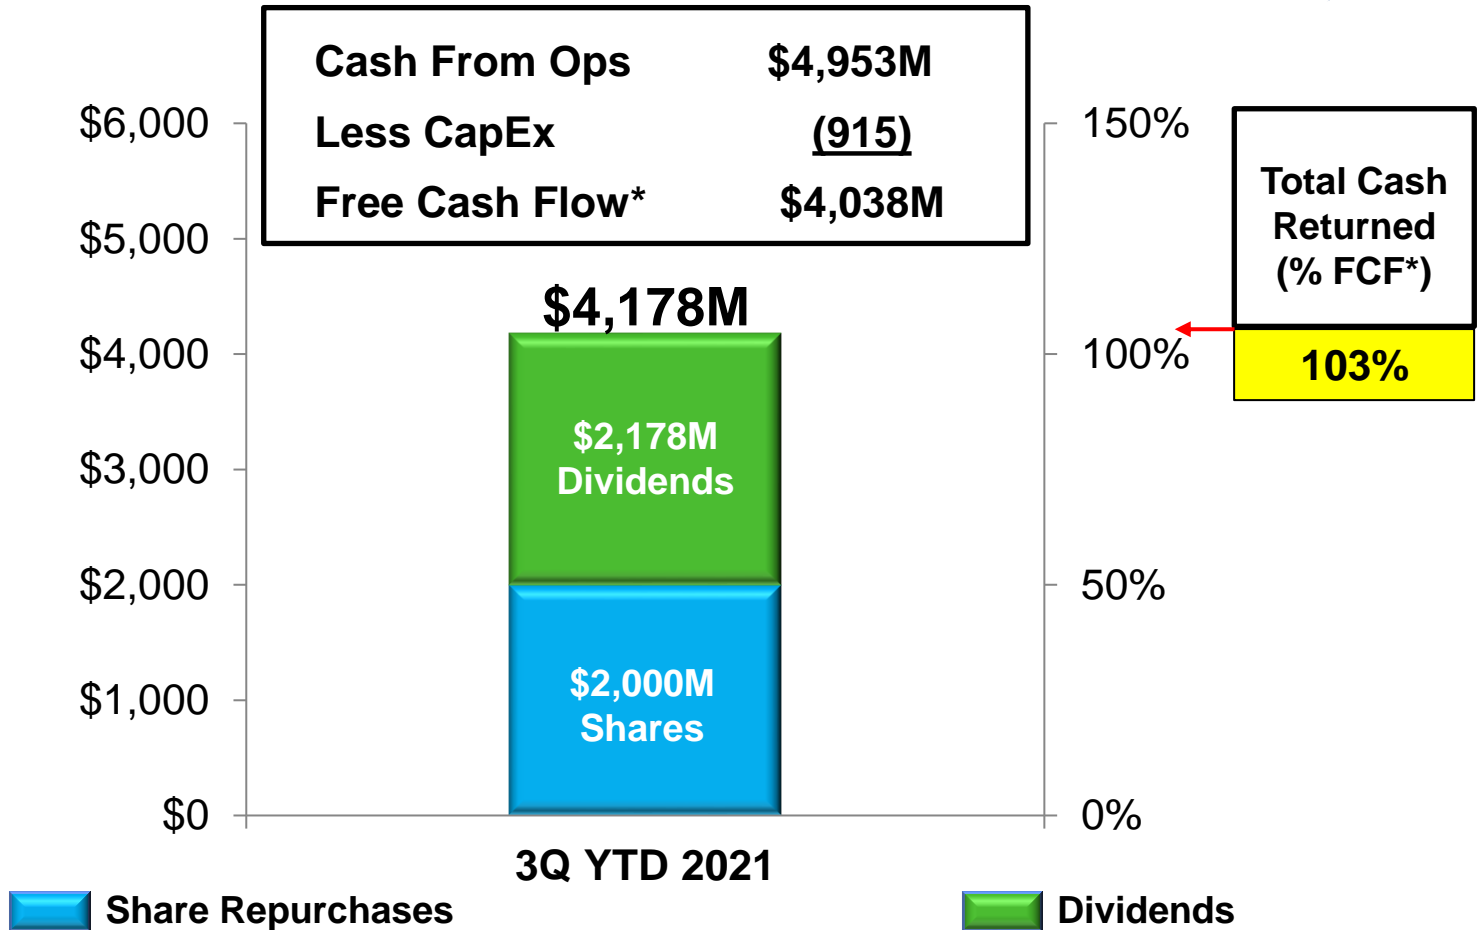 Cash From Ops $4,953M
Less CapEx (915)
Free Cash Flow* $4,038M
$6,000
$5,000
$4,000
$3,000
$2,000
$1,000
$0
150%
100%
50%
0%
Total Cash
Returned
(% FCF*)
103%
$4,178M
$2,178M
Dividends
$2,000M
Shares
3Q YTD 2021
Share Repurchases
Dividends